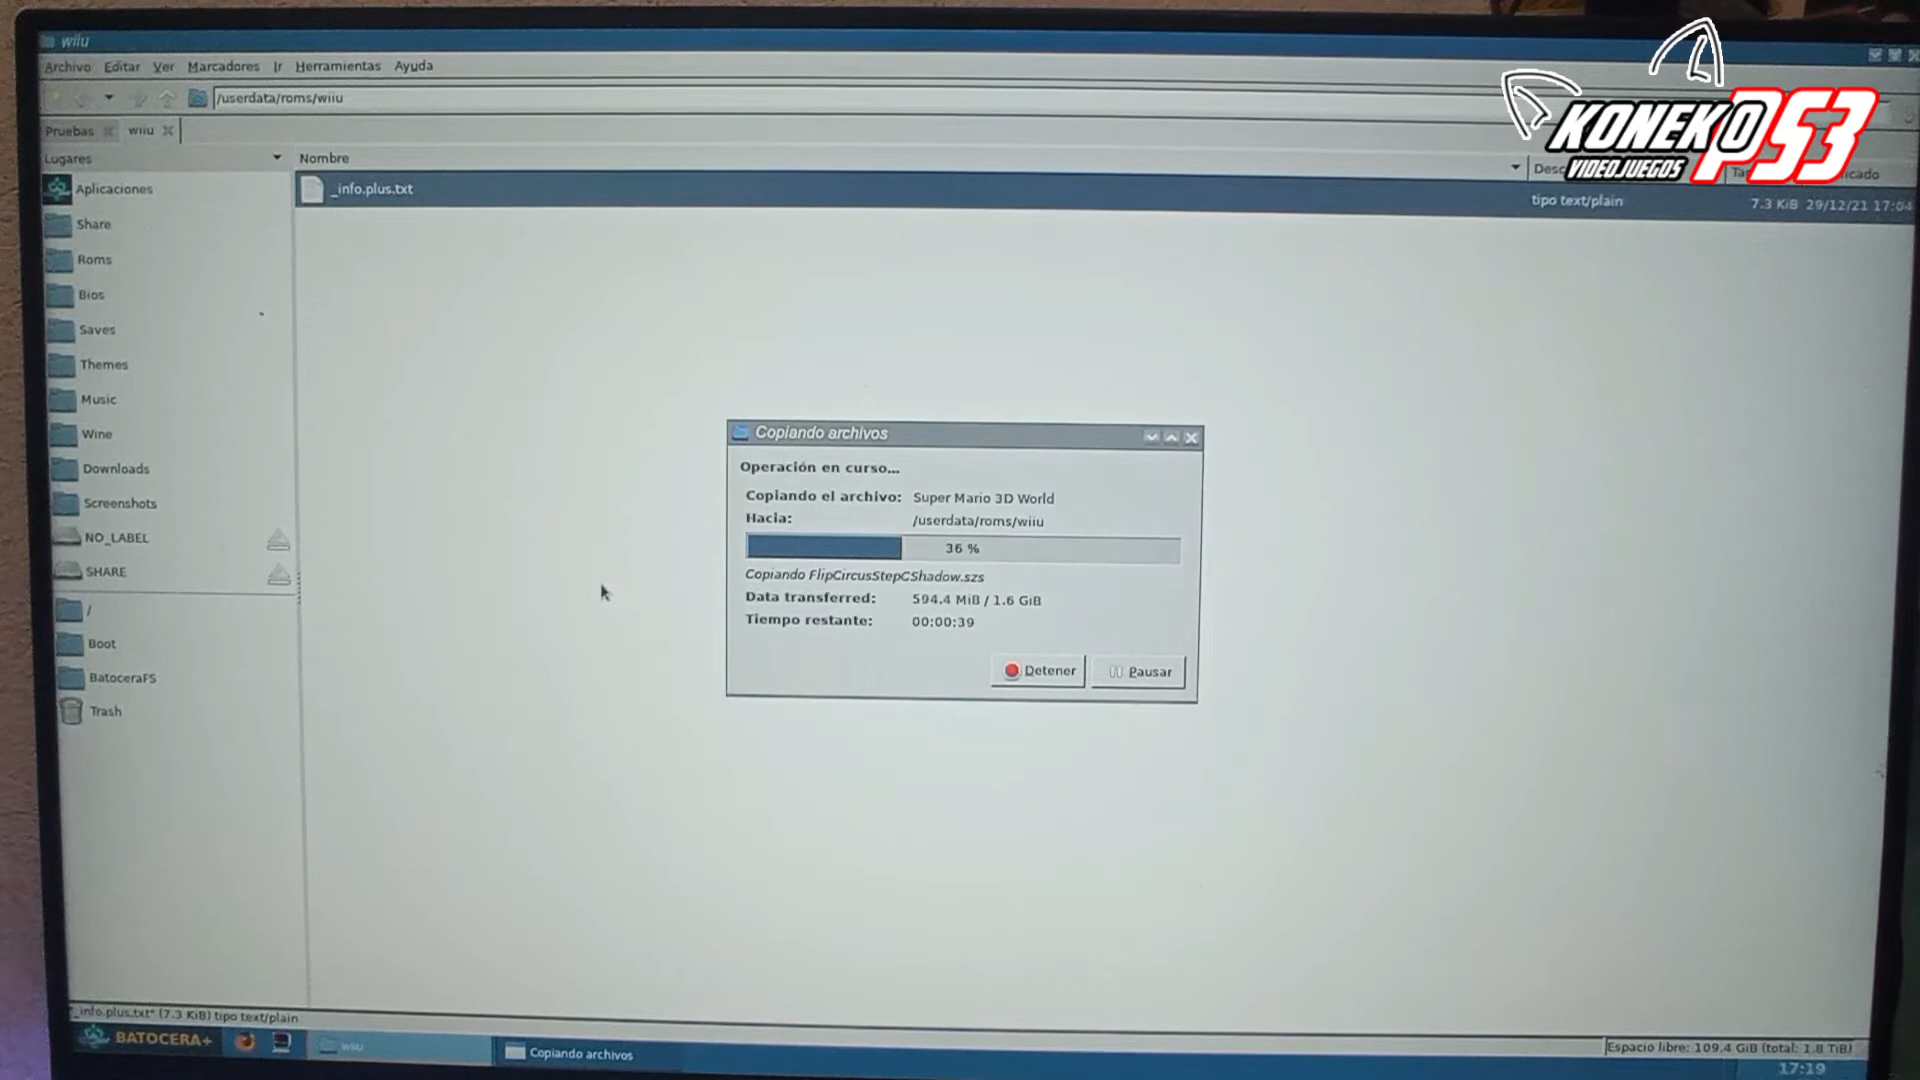 wiiu
Archivo Editar Ver Marcadores Ir Herramientas Ayuda
/userdata/roms/wiiu
Pruebas wiiu
KONEKO PS3
VIDEOJUEGOS
Lugares
Nombre
Desc
Ta
icado
Aplicaciones
_info.plus.txt
tipo text/plain
7.3 KiB 29/12/21 17:04
Share
Roms
Bios
Saves
Themes
Music
Wine
Downloads
Screenshots
NO_LABEL
SHARE
/
Boot
BatoceraFS
Trash
Copiando archivos
Operación en curso...
Copiando el archivo: Super Mario 3D World
Hacia: /userdata/roms/wiiu
36 %
Copiando FlipCircusStepCShadow.szs
Data transferred: 594.4 MiB / 1.6 GiB
Tiempo restante: 00:00:39
Detener Pausar
"_info.plus.txt" (7.3 KiB) tipo text/plain
Espacio libre: 109.4 GiB (total: 1.8 TiB)
BATOCERA+
wiiu
Copiando archivos
17:19